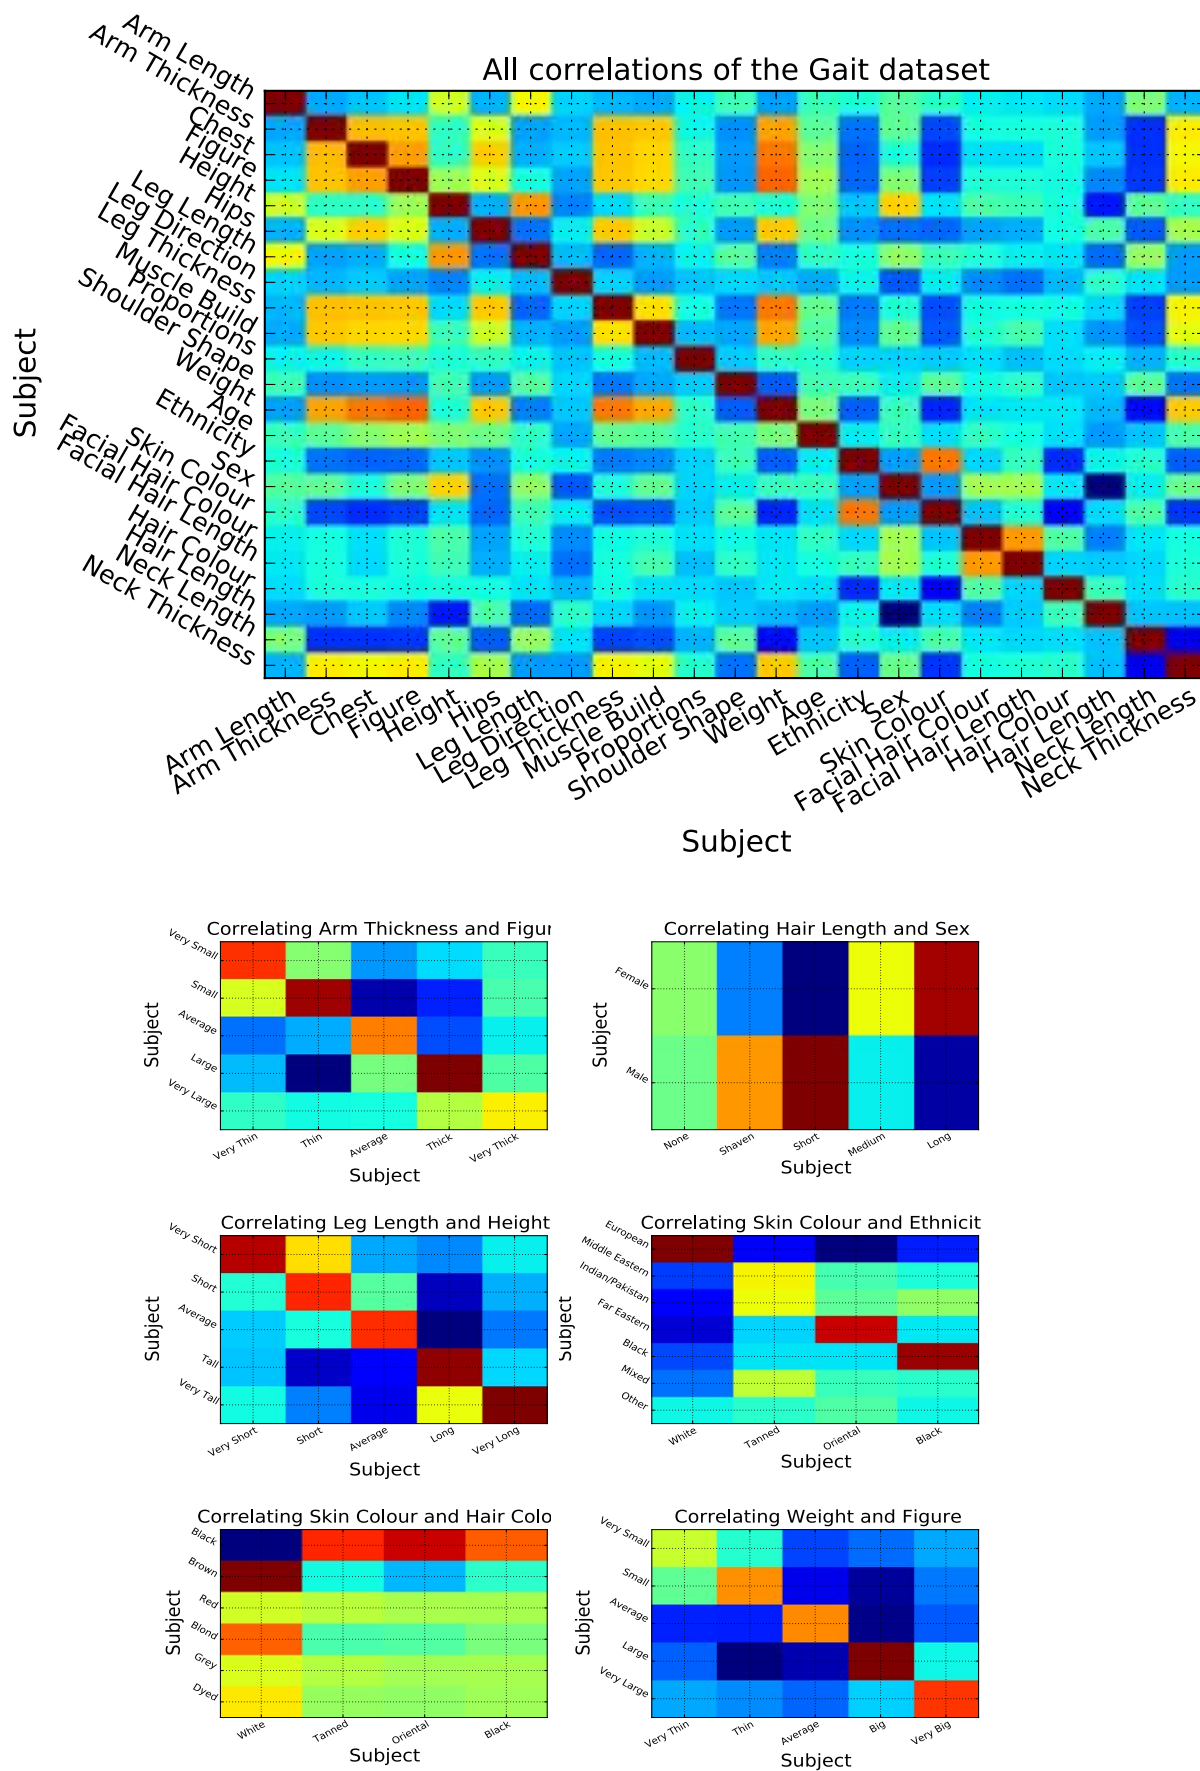 All correlations of the Gait dataset
Subject
Arm Length
Arm Thickness
Chest
Figure
Height
Hips
Leg Length
Leg Direction
Leg Thickness
Muscle Build
Proportions
Shoulder Shape
Weight
Age
Ethnicity
Sex
Skin Colour
Facial Hair Colour
Facial Hair Length
Hair Colour
Hair Length
Neck Length
Neck Thickness
Arm Length
Arm Thickness
Chest
Figure
Height
Hips
Leg Length
Leg Direction
Leg Thickness
Muscle Build
Proportions
Shoulder Shape
Weight
Age
Ethnicity
Sex
Skin Colour
Facial Hair Colour
Facial Hair Length
Hair Colour
Hair Length
Neck Length
Neck Thickness
Subject
Correlating Arm Thickness and Figur
Subject
Very Small
Small
Average
Large
Very Large
Very Thin
Thin
Average
Thick
Very Thick
Subject
Correlating Hair Length and Sex
Subject
Female
Male
None
Shaven
Short
Medium
Long
Subject
Correlating Leg Length and Height
Subject
Very Short
Short
Average
Tall
Very Tall
Very Short
Short
Average
Long
Very Long
Subject
Correlating Skin Colour and Ethnicit
Subject
European
Middle Eastern
Indian/Pakistan
Far Eastern
Black
Mixed
Other
White
Tanned
Oriental
Black
Subject
Correlating Skin Colour and Hair Colo
Subject
Black
Brown
Red
Blond
Grey
Dyed
White
Tanned
Oriental
Black
Subject
Correlating Weight and Figure
Subject
Very Small
Small
Average
Large
Very Large
Very Thin
Thin
Average
Big
Very Big
Subject